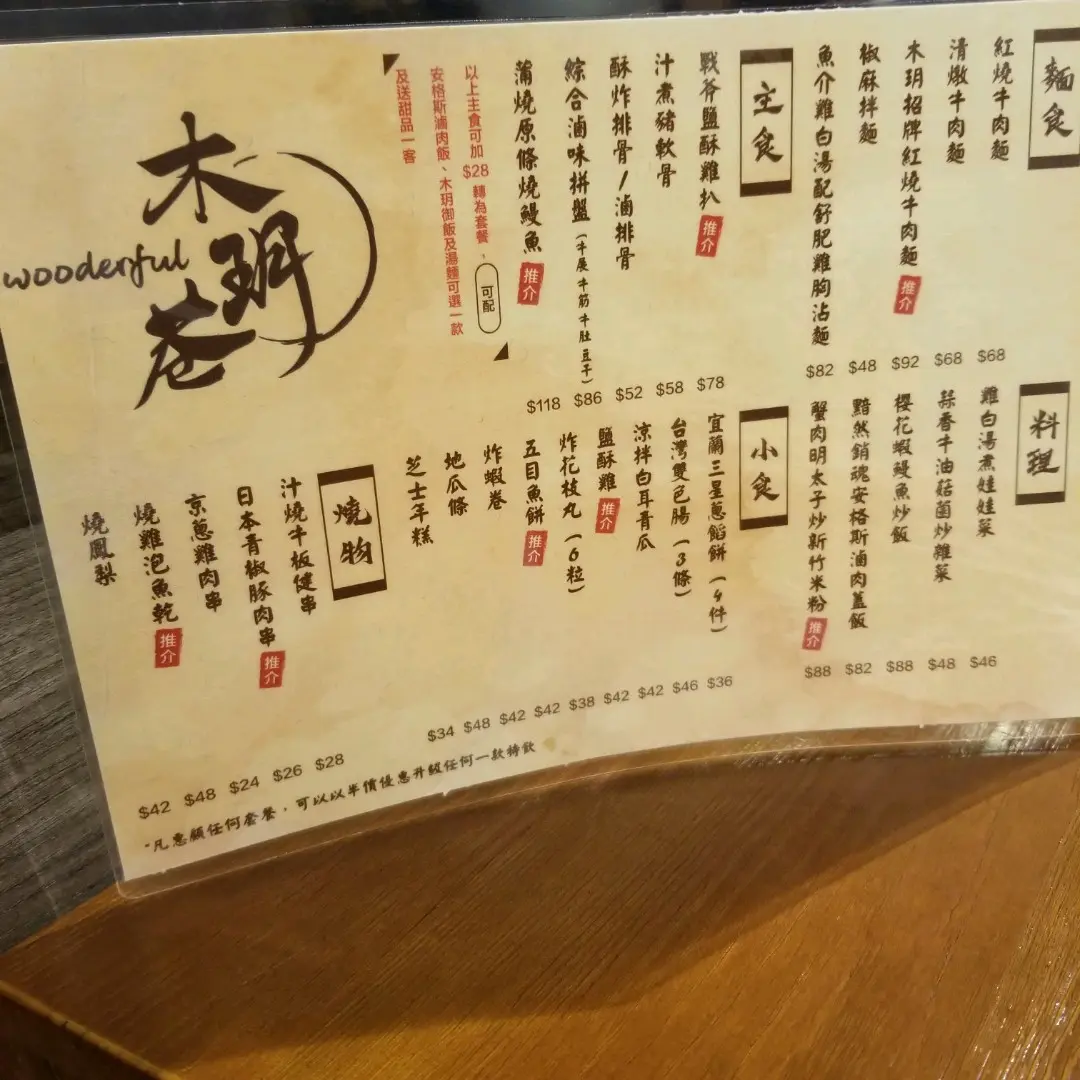 麵食
紅燒牛肉麵
$68
清燉牛肉麵
$68
木玥招牌紅燒牛肉麵 推介
$92
椒麻拌麵
$48
魚介雞白湯配舒肥雞胸沾麵
$82
料理
雞白湯煮娃娃菜
$46
蒜香牛油菇菌炒雜菜
$48
櫻花蝦鰻魚炒飯
$88
黯然銷魂安格斯滷肉蓋飯
$82
蟹肉明太子炒新竹米粉 推介
$88
主食
戰斧鹽酥雞扒 推介
$78
汁煮豬軟骨
$58
酥炸排骨/滷排骨
$52
綜合滷味拼盤(牛展牛筋牛肚豆干)
$86
蒲燒原條燒鰻魚 推介
$118
以上主食可加$28轉為套餐，可配
安格斯滷肉飯、木玥御飯及湯麵可選一款
及送甜品一客
小食
宜蘭三星蔥餡餅(4件)
$36
台灣雙色腸(3條)
$46
涼拌白耳青瓜
$42
鹽酥雞 推介
$42
炸花枝丸(6粒)
$38
五目魚餅 推介
$42
炸蝦卷
$42
地瓜條
$48
芝士年糕
$34
燒物
汁燒牛板健串
$28
日本青椒豚肉串 推介
$26
京蔥雞肉串
$24
燒雞泡魚乾 推介
$48
燒鳳梨
$42
木玥巷
wooderful
*凡惠顧任何套餐，可以以半價優惠升級任何一款特飲